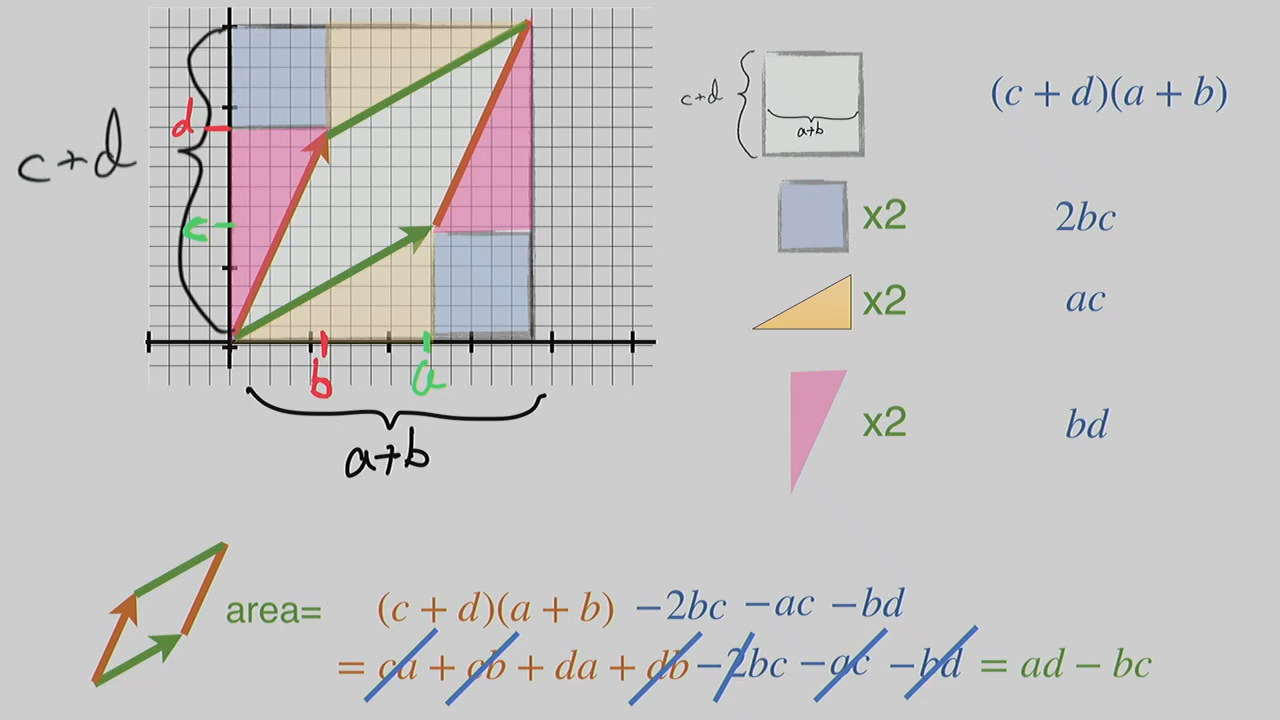 c+d
d
c
b
a
a+b
c+d
a+b
(c + d)(a + b)
x2
2bc
x2
ac
x2
bd
area= (c + d)(a + b) −2bc −ac −bd
= ca + cb + da + db −2bc −ac −bd = ad − bc